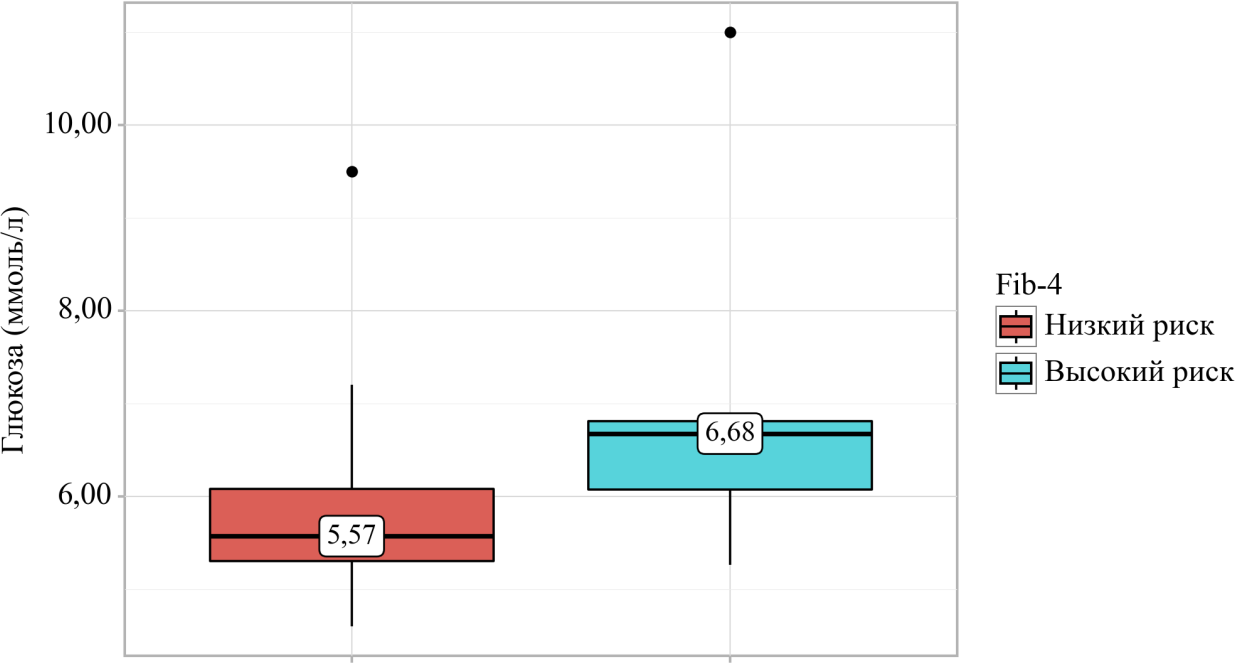 Глюкоза (ммоль/л)
10,00
8,00
6,00
5,57
6,68
Fib-4
Низкий риск
Высокий риск